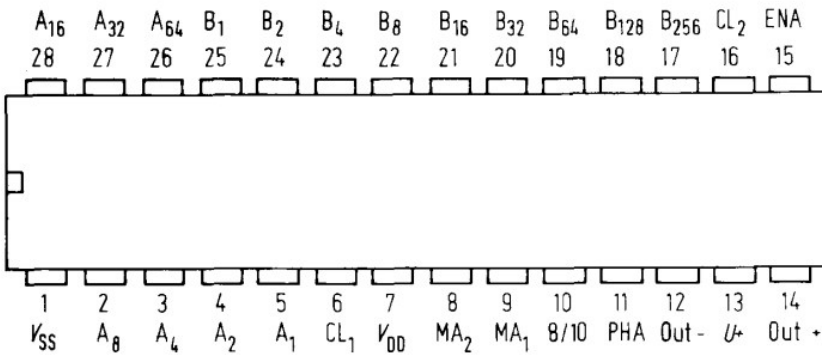 A16 A32 A64 B1 B2 B4 B8 B16 B32 B64 B128 B256 CL2 ENA
28 27 26 25 24 23 22 21 20 19 18 17 16 15
1 2 3 4 5 6 7 8 9 10 11 12 13 14
VSS A8 A4 A2 A1 CL1 VDD MA2 MA1 8/10 PHA Out - U+ Out +